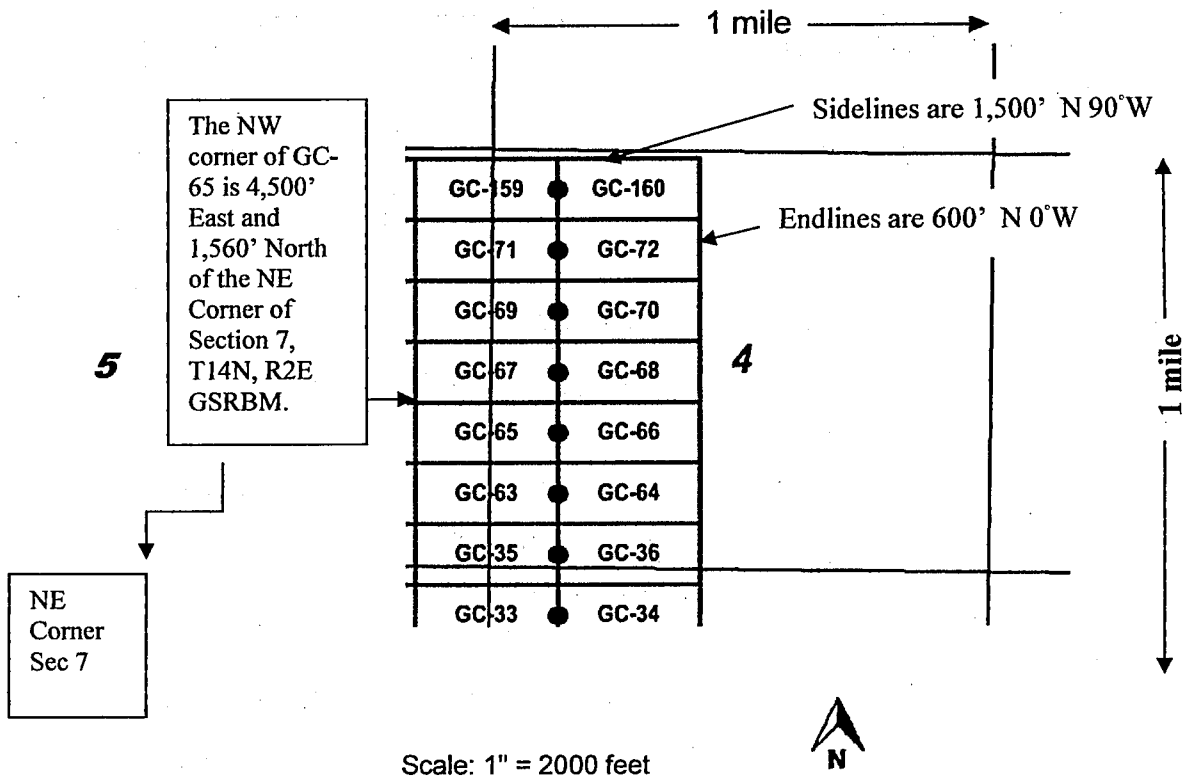 1 mile
Sidelines are 1,500' N 90°W
The NW
corner of GC-
65 is 4,500'
East and
1,560' North
of the NE
Corner of
Section 7,
T14N, R2E
GSRBM.
GC-159 GC-160
Endlines are 600' N 0°W
GC-71 GC-72
GC-69 GC-70
5
GC-67 GC-68
4
1 mile
GC-65 GC-66
GC-63 GC-64
GC-35 GC-36
GC-33 GC-34
NE
Corner
Sec 7
N
Scale: 1" = 2000 feet